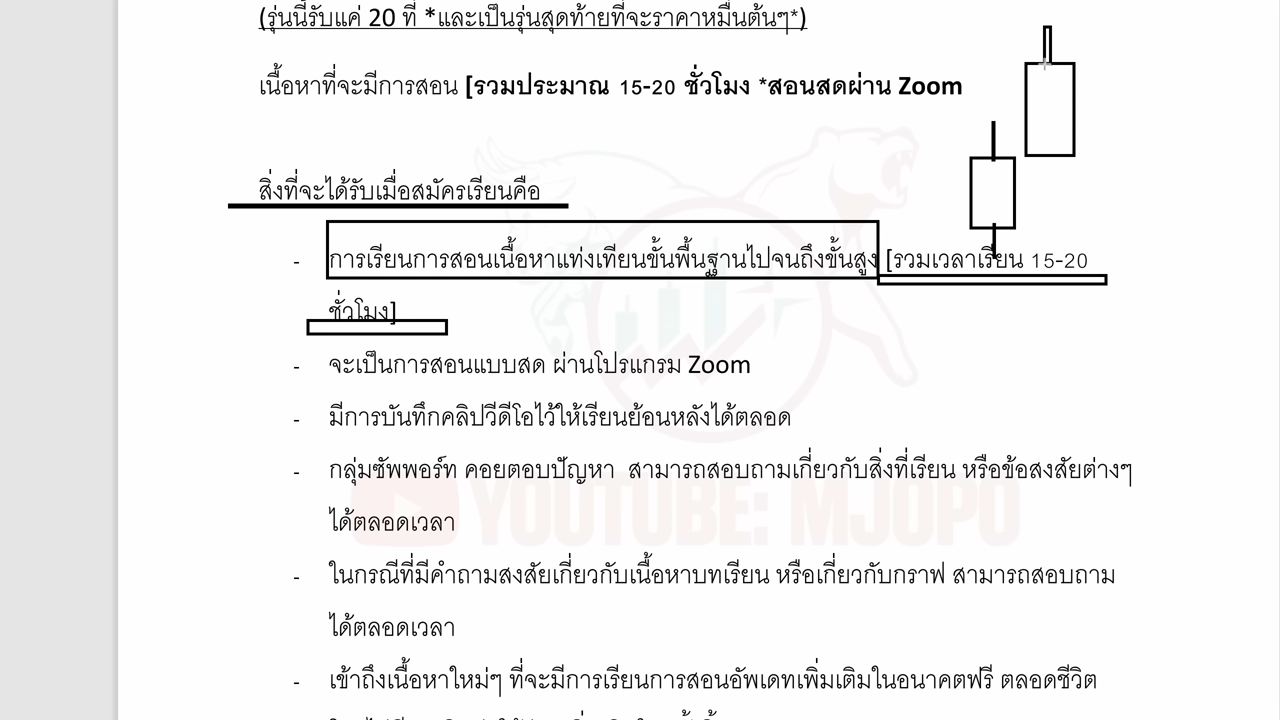 (รุ่นนี้รับแค่ 20 ที่ *และเป็นรุ่นสุดท้ายที่จะราคาหมื่นต้นๆ*)
เนื้อหาที่จะมีการสอน [รวมประมาณ 15-20 ชั่วโมง *สอนสดผ่าน Zoom
สิ่งที่จะได้รับเมื่อสมัครเรียนคือ
- การเรียนการสอนเนื้อหาแท่งเทียนขั้นพื้นฐานไปจนถึงขั้นสูง [รวมเวลาเรียน 15-20
ชั่วโมง]
- จะเป็นการสอนแบบสด ผ่านโปรแกรม Zoom
- มีการบันทึกคลิปวีดีโอไว้ให้เรียนย้อนหลังได้ตลอด
- กลุ่มซัพพอร์ท คอยตอบปัญหา สามารถสอบถามเกี่ยวกับสิ่งที่เรียน หรือข้อสงสัยต่างๆ
YOUTUBE: MJOPO
ได้ตลอดเวลา
- ในกรณีที่มีคำถามสงสัยเกี่ยวกับเนื้อหาบทเรียน หรือเกี่ยวกับกราฟ สามารถสอบถาม
ได้ตลอดเวลา
- เข้าถึงเนื้อหาใหม่ๆ ที่จะมีการเรียนการสอนอัพเดทเพิ่มเติมในอนาคตฟรี ตลอดชีวิต